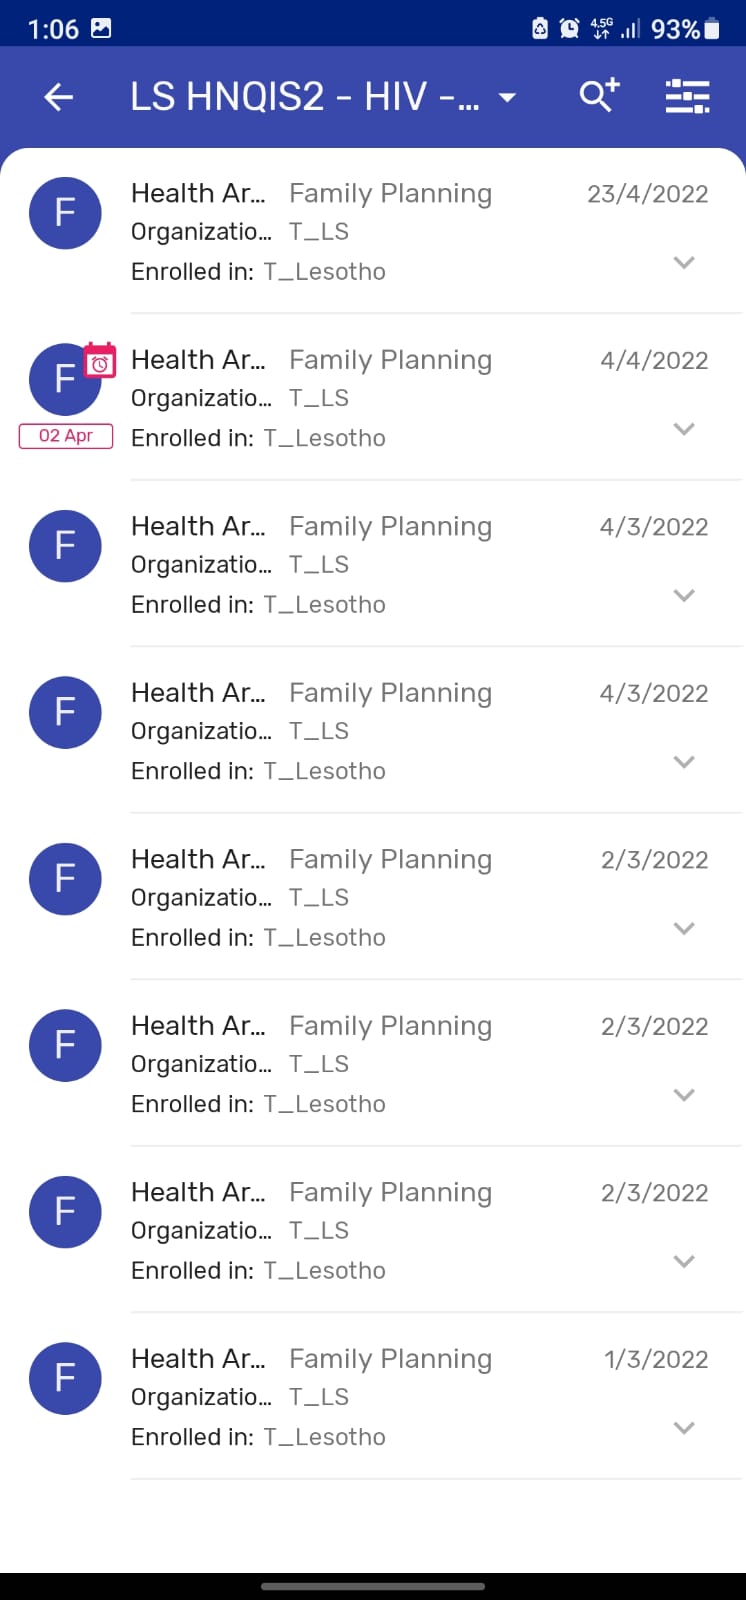 1:06 4.5G 93%
LS HNQIS2 - HIV -...
F Health Ar... Family Planning 23/4/2022
Organizatio... T_LS
Enrolled in: T_Lesotho
F Health Ar... Family Planning 4/4/2022
Organizatio... T_LS
02 Apr Enrolled in: T_Lesotho
F Health Ar... Family Planning 4/3/2022
Organizatio... T_LS
Enrolled in: T_Lesotho
F Health Ar... Family Planning 4/3/2022
Organizatio... T_LS
Enrolled in: T_Lesotho
F Health Ar... Family Planning 2/3/2022
Organizatio... T_LS
Enrolled in: T_Lesotho
F Health Ar... Family Planning 2/3/2022
Organizatio... T_LS
Enrolled in: T_Lesotho
F Health Ar... Family Planning 2/3/2022
Organizatio... T_LS
Enrolled in: T_Lesotho
F Health Ar... Family Planning 1/3/2022
Organizatio... T_LS
Enrolled in: T_Lesotho